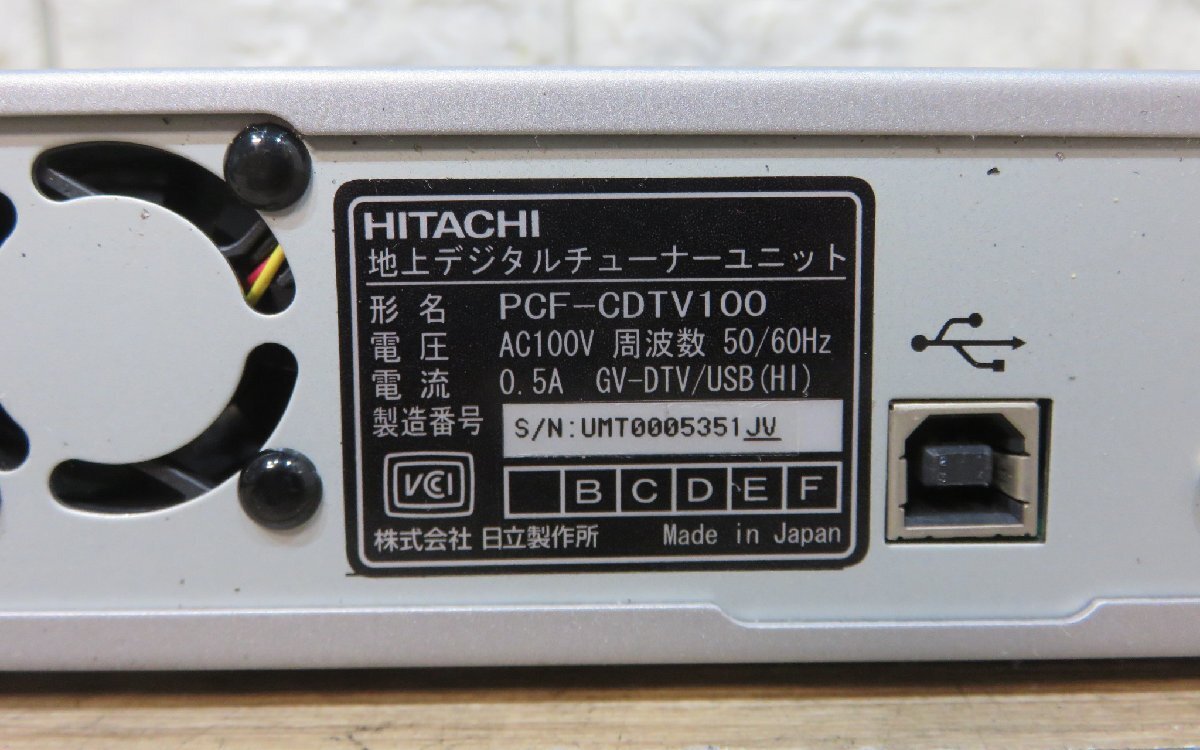 HITACHI
地上デジタルチューナーユニット
形名 PCF-CDTV100
電圧 AC100V 周波数 50/60Hz
電流 0.5A GV-DTV/USB(HI)
製造番号 S/N:UMT0005351JV
VCCI B C D E F
株式会社 日立製作所 Made in Japan